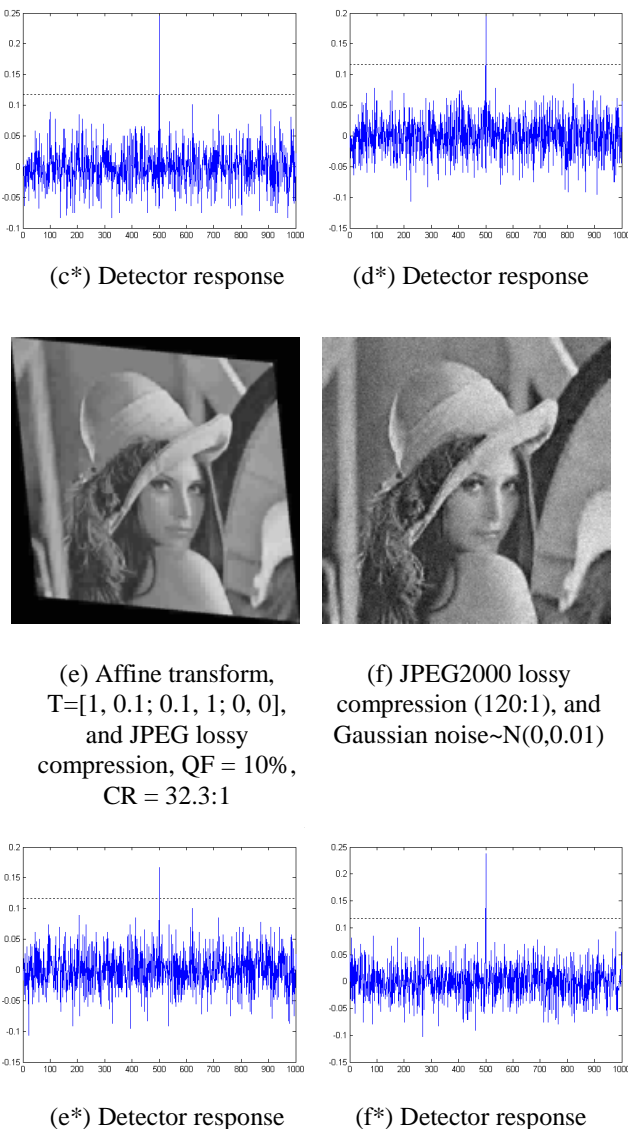 0.25
0.2
0.15
0.1
0.05
0
-0.05
-0.1
0 100 200 300 400 500 600 700 800 900 1000
(c*) Detector response
0.2
0.15
0.1
0.05
0
-0.05
-0.1
-0.15
0 100 200 300 400 500 600 700 800 900 1000
(d*) Detector response
(e) Affine transform,
T=[1, 0.1; 0.1, 1; 0, 0],
and JPEG lossy
compression, QF = 10%,
CR = 32.3:1
(f) JPEG2000 lossy
compression (120:1), and
Gaussian noise~N(0,0.01)
0.2
0.15
0.1
0.05
0
-0.05
-0.1
-0.15
0 100 200 300 400 500 600 700 800 900 1000
(e*) Detector response
0.25
0.2
0.15
0.1
0.05
0
-0.05
-0.1
-0.15
0 100 200 300 400 500 600 700 800 900 1000
(f*) Detector response